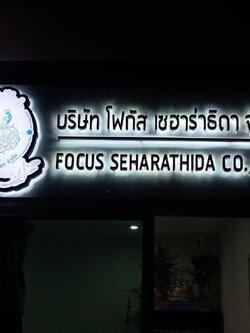 บริษัท โฟกัส เซฮาร่าธิดา จ
FOCUS SEHARATHIDA CO.,